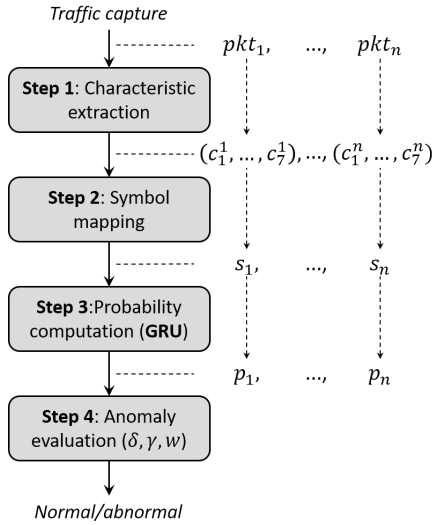 Traffic capture
pkt₁, ..., pktₙ
Step 1: Characteristic
extraction
(c₁¹, ..., c₇¹), ..., (c₁ⁿ, ..., c₇ⁿ)
Step 2: Symbol
mapping
s₁, ..., sₙ
Step 3:Probability
computation (GRU)
p₁, ..., pₙ
Step 4: Anomaly
evaluation (δ, γ, w)
Normal/abnormal